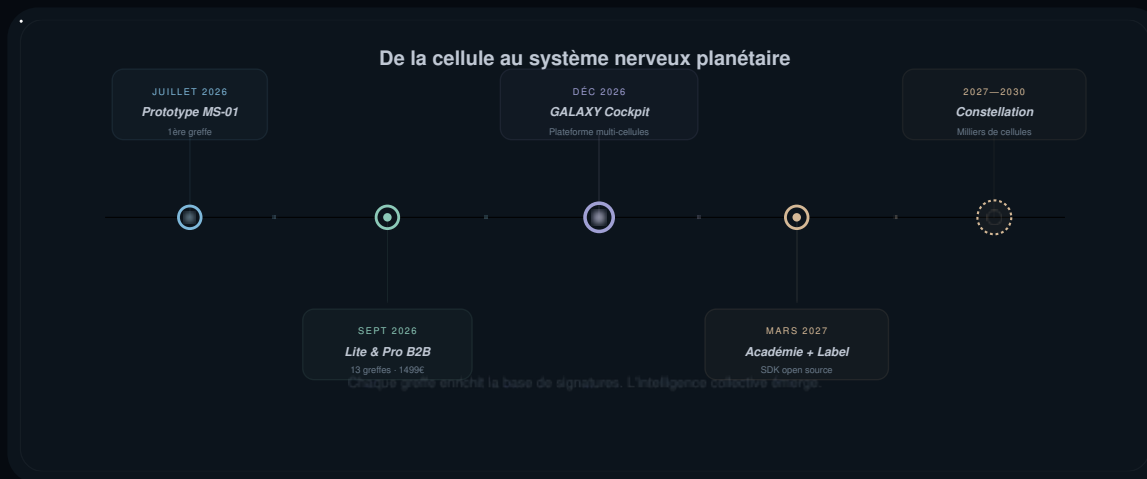 De la cellule au système nerveux planétaire
JUILLET 2026
Prototype MS-01
1ère greffe
DÉC 2026
GALAXY Cockpit
Plateforme multi-cellules
2027—2030
Constellation
Milliers de cellules
SEPT 2026
Lite & Pro B2B
13 greffes · 1499€
MARS 2027
Académie + Label
SDK open source
Chaque greffe enrichit la base de signatures. L'intelligence collective émerge.